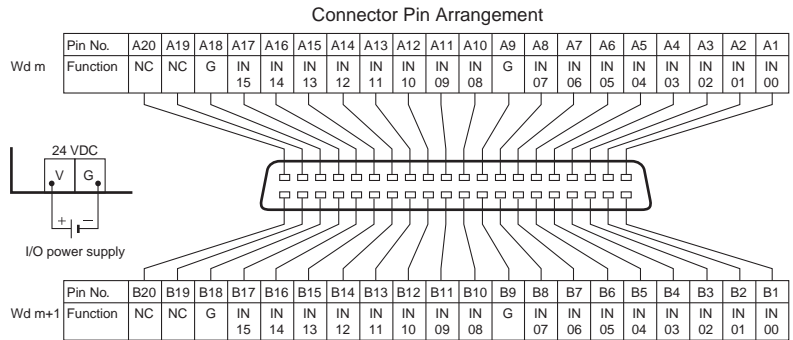 Connector Pin Arrangement
Pin No. A20 A19 A18 A17 A16 A15 A14 A13 A12 A11 A10 A9 A8 A7 A6 A5 A4 A3 A2 A1
Wd m Function NC NC G IN 15 IN 14 IN 13 IN 12 IN 11 IN 10 IN 09 IN 08 G IN 07 IN 06 IN 05 IN 04 IN 03 IN 02 IN 01 IN 00
24 VDC
V G
+ −
I/O power supply
Pin No. B20 B19 B18 B17 B16 B15 B14 B13 B12 B11 B10 B9 B8 B7 B6 B5 B4 B3 B2 B1
Wd m+1 Function NC NC G IN 15 IN 14 IN 13 IN 12 IN 11 IN 10 IN 09 IN 08 G IN 07 IN 06 IN 05 IN 04 IN 03 IN 02 IN 01 IN 00